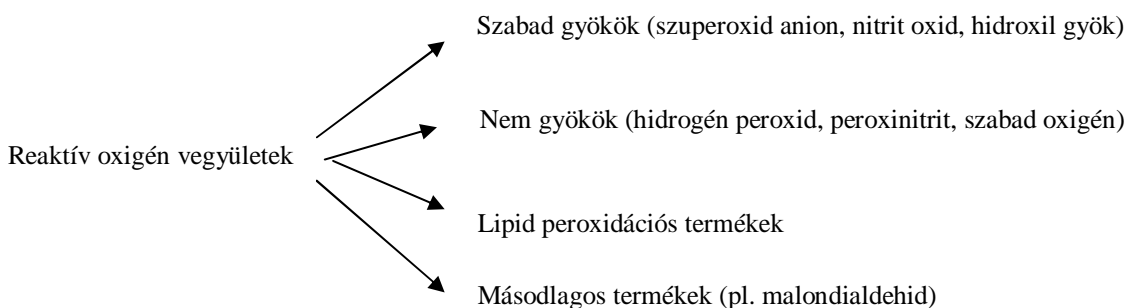 Szabad gyökök (szuperoxid anion, nitrit oxid, hidroxil gyök)
Nem gyökök (hidrogén peroxid, peroxinitrit, szabad oxigén)
Reaktív oxigén vegyületek
Lipid peroxidációs termékek
Másodlagos termékek (pl. malondialdehid)